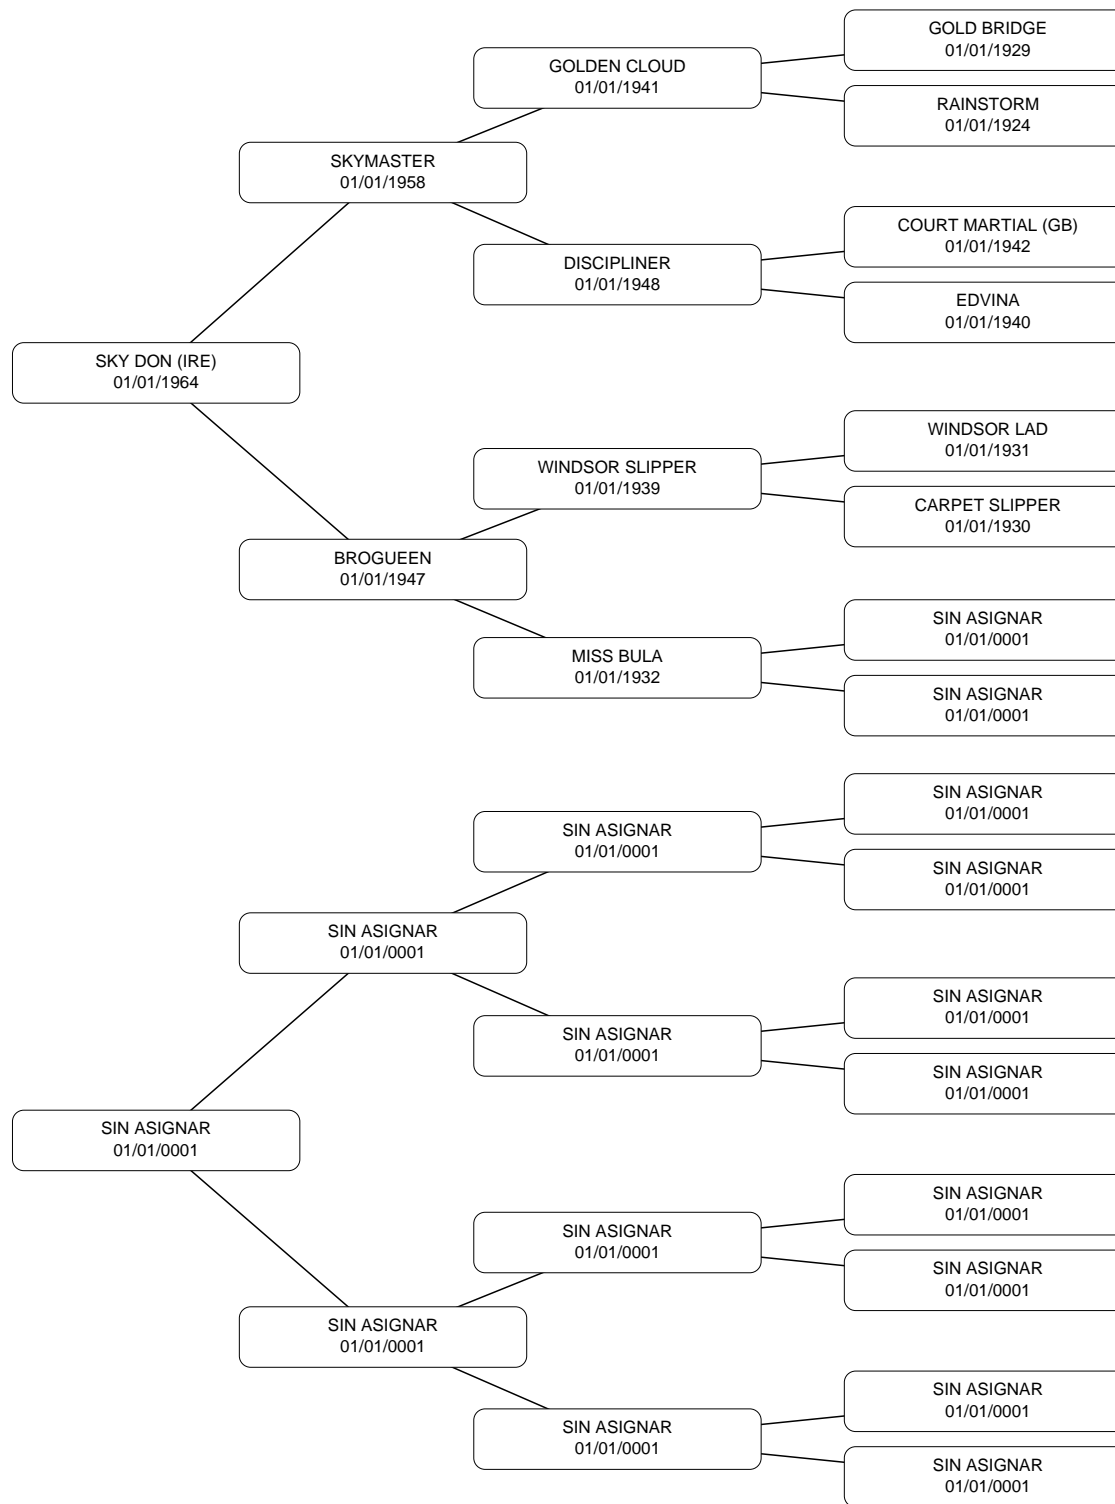 GOLD BRIDGE
01/01/1929
GOLDEN CLOUD
01/01/1941
RAINSTORM
01/01/1924
SKYMASTER
01/01/1958
COURT MARTIAL (GB)
01/01/1942
DISCIPLINER
01/01/1948
EDVINA
01/01/1940
SKY DON (IRE)
01/01/1964
WINDSOR LAD
01/01/1931
WINDSOR SLIPPER
01/01/1939
CARPET SLIPPER
01/01/1930
BROGUEEN
01/01/1947
SIN ASIGNAR
01/01/0001
MISS BULA
01/01/1932
SIN ASIGNAR
01/01/0001
SIN ASIGNAR
01/01/0001
SIN ASIGNAR
01/01/0001
SIN ASIGNAR
01/01/0001
SIN ASIGNAR
01/01/0001
SIN ASIGNAR
01/01/0001
SIN ASIGNAR
01/01/0001
SIN ASIGNAR
01/01/0001
SIN ASIGNAR
01/01/0001
SIN ASIGNAR
01/01/0001
SIN ASIGNAR
01/01/0001
SIN ASIGNAR
01/01/0001
SIN ASIGNAR
01/01/0001
SIN ASIGNAR
01/01/0001
SIN ASIGNAR
01/01/0001
SIN ASIGNAR
01/01/0001